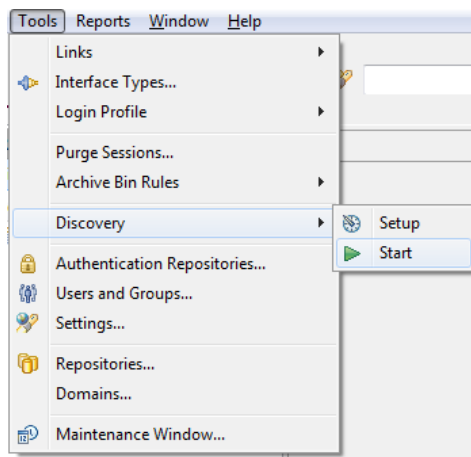 Tools Reports Window Help
Links
Interface Types...
Login Profile
Purge Sessions...
Archive Bin Rules
Discovery
Setup
Start
Authentication Repositories...
Users and Groups...
Settings...
Repositories...
Domains...
12
Maintenance Window...